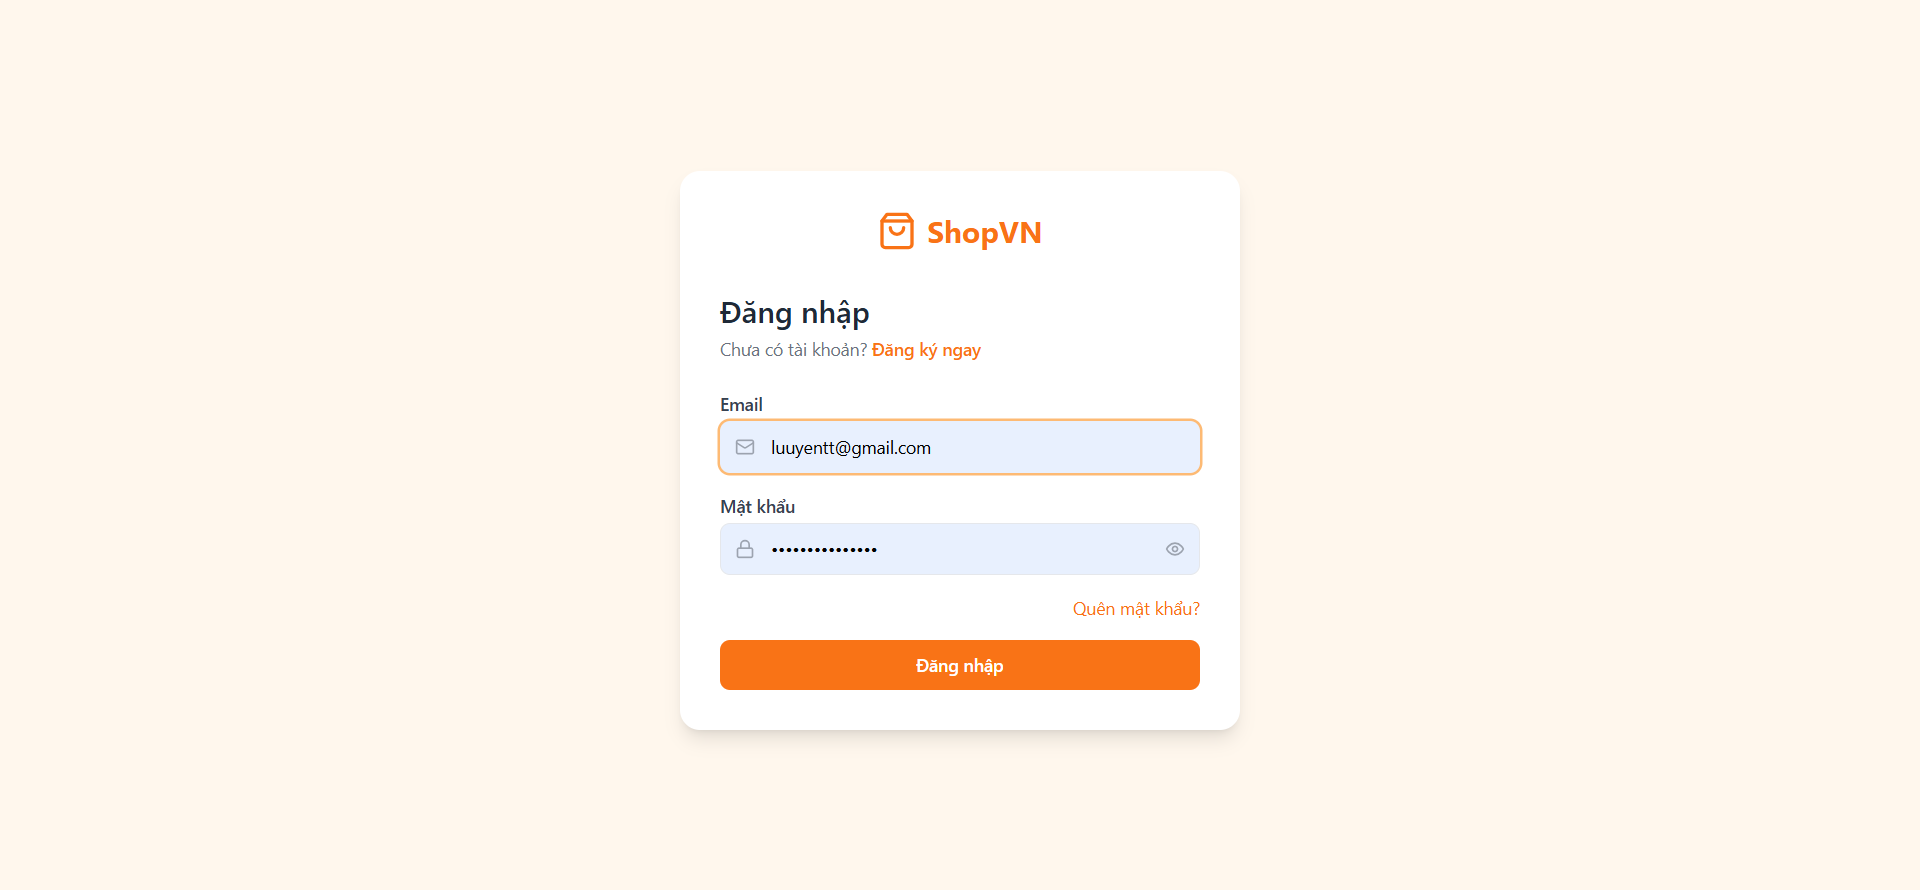 ShopVN
Đăng nhập
Chưa có tài khoản? Đăng ký ngay
Email
luuyentt@gmail.com
Mật khẩu
•••••••••••••••
Quên mật khẩu?
Đăng nhập